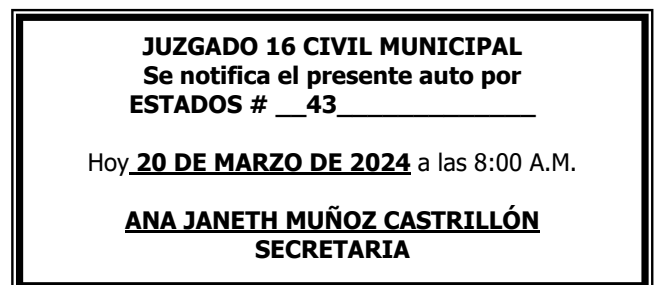 JUZGADO 16 CIVIL MUNICIPAL
Se notifica el presente auto por
ESTADOS # __43_____________
Hoy 20 DE MARZO DE 2024 a las 8:00 A.M.
ANA JANETH MUÑOZ CASTRILLÓN
SECRETARIA